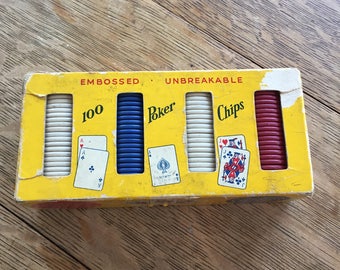 EMBOSSED · UNBREAKABLE
100 Poker Chips